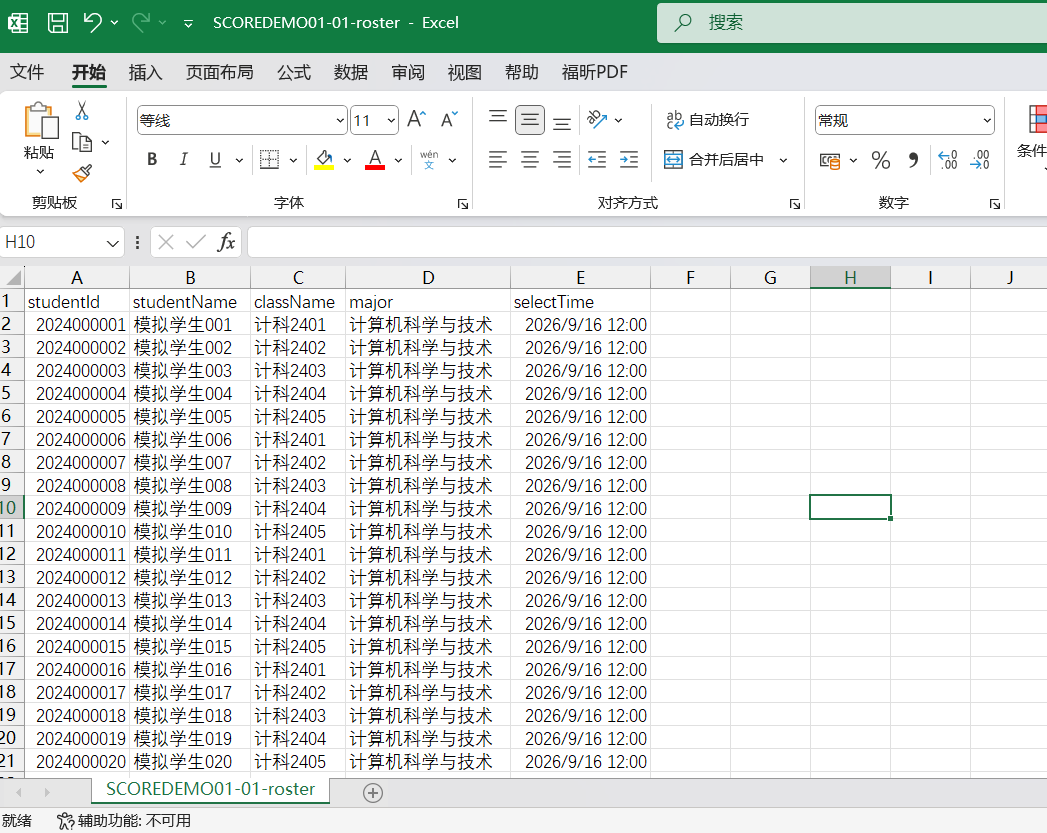 SCOREDEMO01-01-roster - Excel
搜索
文件 开始 插入 页面布局 公式 数据 审阅 视图 帮助 福昕PDF
等线 11 A A ab 自动换行 常规
粘贴 B I U A wén 文 合并后居中 % 条件
剪贴板 字体 对齐方式 数字
H10 fx
A B C D E F G H I J
1 studentId studentName className major selectTime
2 2024000001 模拟学生001 计科2401 计算机科学与技术 2026/9/16 12:00
3 2024000002 模拟学生002 计科2402 计算机科学与技术 2026/9/16 12:00
4 2024000003 模拟学生003 计科2403 计算机科学与技术 2026/9/16 12:00
5 2024000004 模拟学生004 计科2404 计算机科学与技术 2026/9/16 12:00
6 2024000005 模拟学生005 计科2405 计算机科学与技术 2026/9/16 12:00
7 2024000006 模拟学生006 计科2401 计算机科学与技术 2026/9/16 12:00
8 2024000007 模拟学生007 计科2402 计算机科学与技术 2026/9/16 12:00
9 2024000008 模拟学生008 计科2403 计算机科学与技术 2026/9/16 12:00
10 2024000009 模拟学生009 计科2404 计算机科学与技术 2026/9/16 12:00
11 2024000010 模拟学生010 计科2405 计算机科学与技术 2026/9/16 12:00
12 2024000011 模拟学生011 计科2401 计算机科学与技术 2026/9/16 12:00
13 2024000012 模拟学生012 计科2402 计算机科学与技术 2026/9/16 12:00
14 2024000013 模拟学生013 计科2403 计算机科学与技术 2026/9/16 12:00
15 2024000014 模拟学生014 计科2404 计算机科学与技术 2026/9/16 12:00
16 2024000015 模拟学生015 计科2405 计算机科学与技术 2026/9/16 12:00
17 2024000016 模拟学生016 计科2401 计算机科学与技术 2026/9/16 12:00
18 2024000017 模拟学生017 计科2402 计算机科学与技术 2026/9/16 12:00
19 2024000018 模拟学生018 计科2403 计算机科学与技术 2026/9/16 12:00
20 2024000019 模拟学生019 计科2404 计算机科学与技术 2026/9/16 12:00
21 2024000020 模拟学生020 计科2405 计算机科学与技术 2026/9/16 12:00
SCOREDEMO01-01-roster
就绪 辅助功能: 不可用